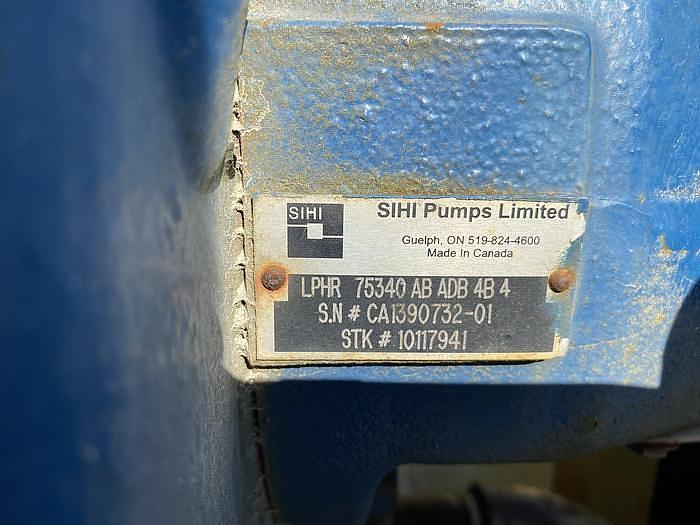 SIHI
SIHI Pumps Limited
Guelph, ON 519-824-4600
Made In Canada
LPHR 75340 AB ADB 4B 4
S.N # CA1390732-01
STK # 10117941